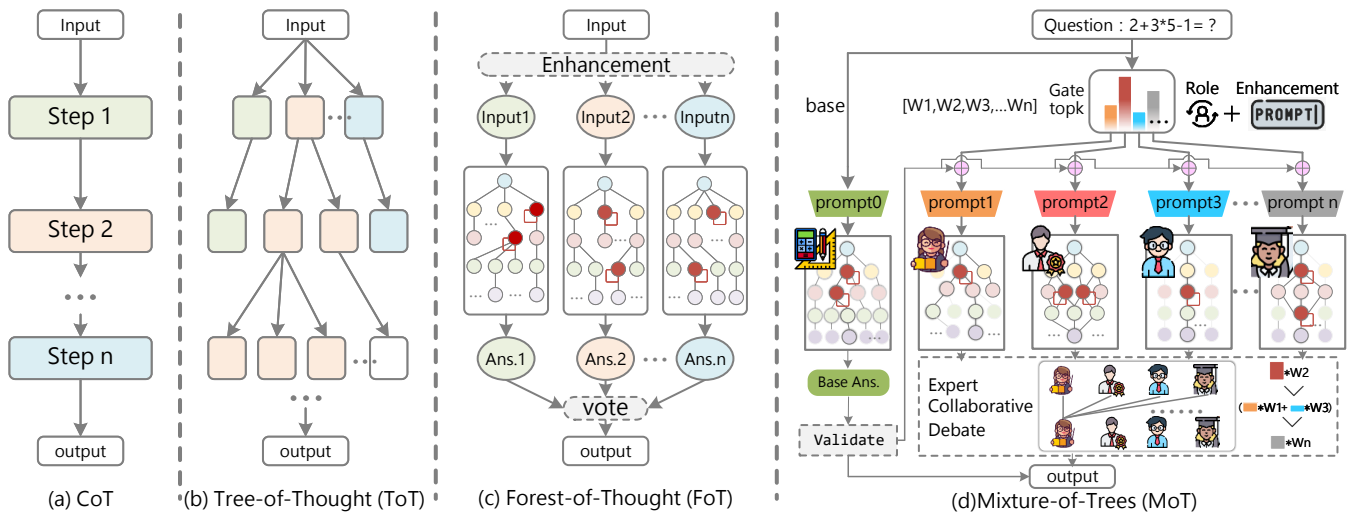 Input
Step 1
Step 2
Step n
output
(a) CoT
Input
output
(b) Tree-of-Thought (ToT)
Input
Enhancement
Input1
Input2
Inputn
Ans.1
Ans.2
Ans.n
vote
output
(c) Forest-of-Thought (FoT)
Question : 2+3*5-1= ?
base
[W1,W2,W3,...Wn]
Gate
topk
Role
Enhancement
+
PROMPT
prompt0
prompt1
prompt2
prompt3
prompt n
Base Ans.
Validate
Expert
Collaborative
Debate
*W2
( *W1+ *W3)
*Wn
output
(d)Mixture-of-Trees (MoT)